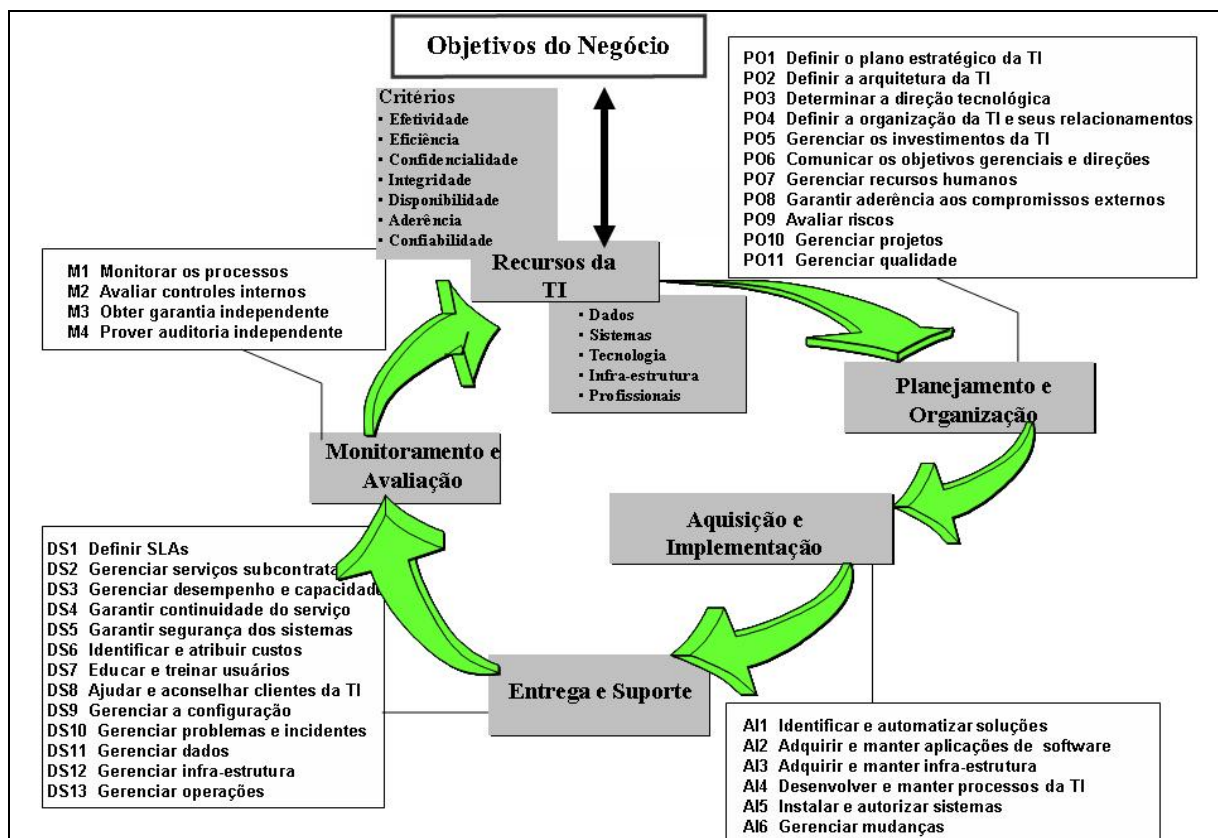 Objetivos do Negócio
Critérios
• Efetividade
• Eficiência
• Confidencialidade
• Integridade
• Disponibilidade
• Aderência
• Confiabilidade
Recursos da
TI
• Dados
• Sistemas
• Tecnologia
• Infra-estrutura
• Profissionais
PO1 Definir o plano estratégico da TI
PO2 Definir a arquitetura da TI
PO3 Determinar a direção tecnológica
PO4 Definir a organização da TI e seus relacionamentos
PO5 Gerenciar os investimentos da TI
PO6 Comunicar os objetivos gerenciais e direções
PO7 Gerenciar recursos humanos
PO8 Garantir aderência aos compromissos externos
PO9 Avaliar riscos
PO10 Gerenciar projetos
PO11 Gerenciar qualidade
M1 Monitorar os processos
M2 Avaliar controles internos
M3 Obter garantia independente
M4 Prover auditoria independente
Planejamento e
Organização
Monitoramento e
Avaliação
Aquisição e
Implementação
Entrega e Suporte
DS1 Definir SLAs
DS2 Gerenciar serviços subcontrata
DS3 Gerenciar desempenho e capacidade
DS4 Garantir continuidade do serviço
DS5 Garantir segurança dos sistemas
DS6 Identificar e atribuir custos
DS7 Educar e treinar usuários
DS8 Ajudar e aconselhar clientes da TI
DS9 Gerenciar a configuração
DS10 Gerenciar problemas e incidentes
DS11 Gerenciar dados
DS12 Gerenciar infra-estrutura
DS13 Gerenciar operações
AI1 Identificar e automatizar soluções
AI2 Adquirir e manter aplicações de software
AI3 Adquirir e manter infra-estrutura
AI4 Desenvolver e manter processos da TI
AI5 Instalar e autorizar sistemas
AI6 Gerenciar mudanças